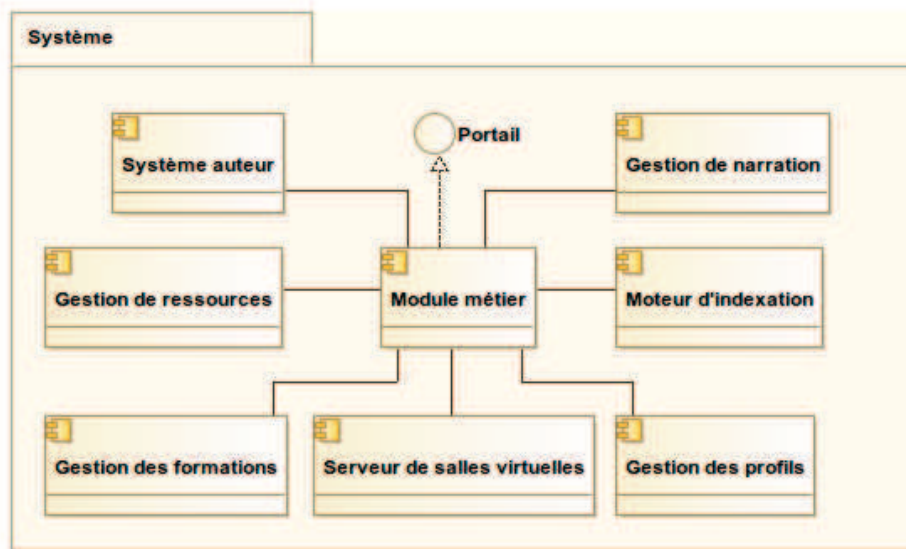 Système
Système auteur
Portail
Gestion de narration
Gestion de ressources
Module métier
Moteur d'indexation
Gestion des formations
Serveur de salles virtuelles
Gestion des profils